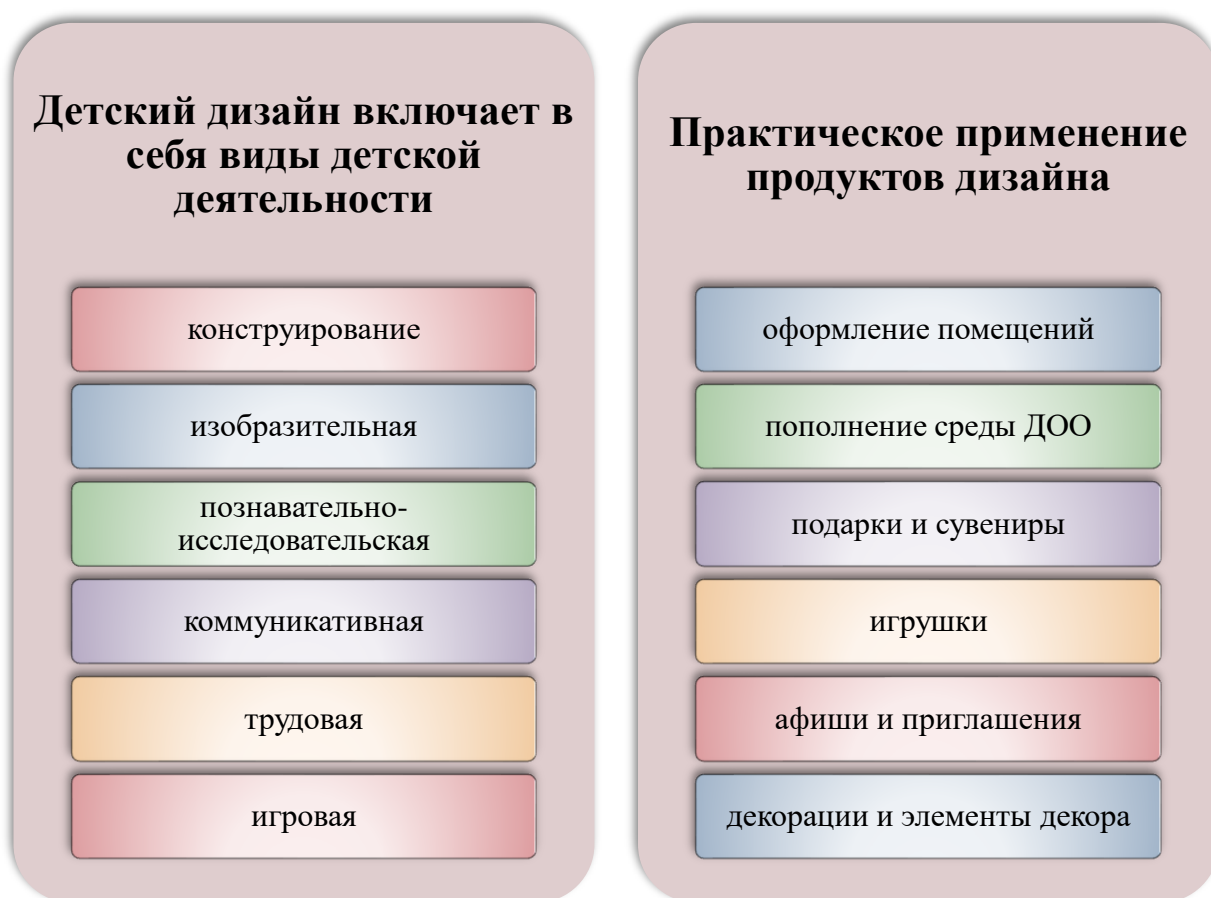 Детский дизайн включает в
себя виды детской
деятельности
конструирование
изобразительная
познавательно-
исследовательская
коммуникативная
трудовая
игровая
Практическое применение
продуктов дизайна
оформление помещений
пополнение среды ДОО
подарки и сувениры
игрушки
афиши и приглашения
декорации и элементы декора